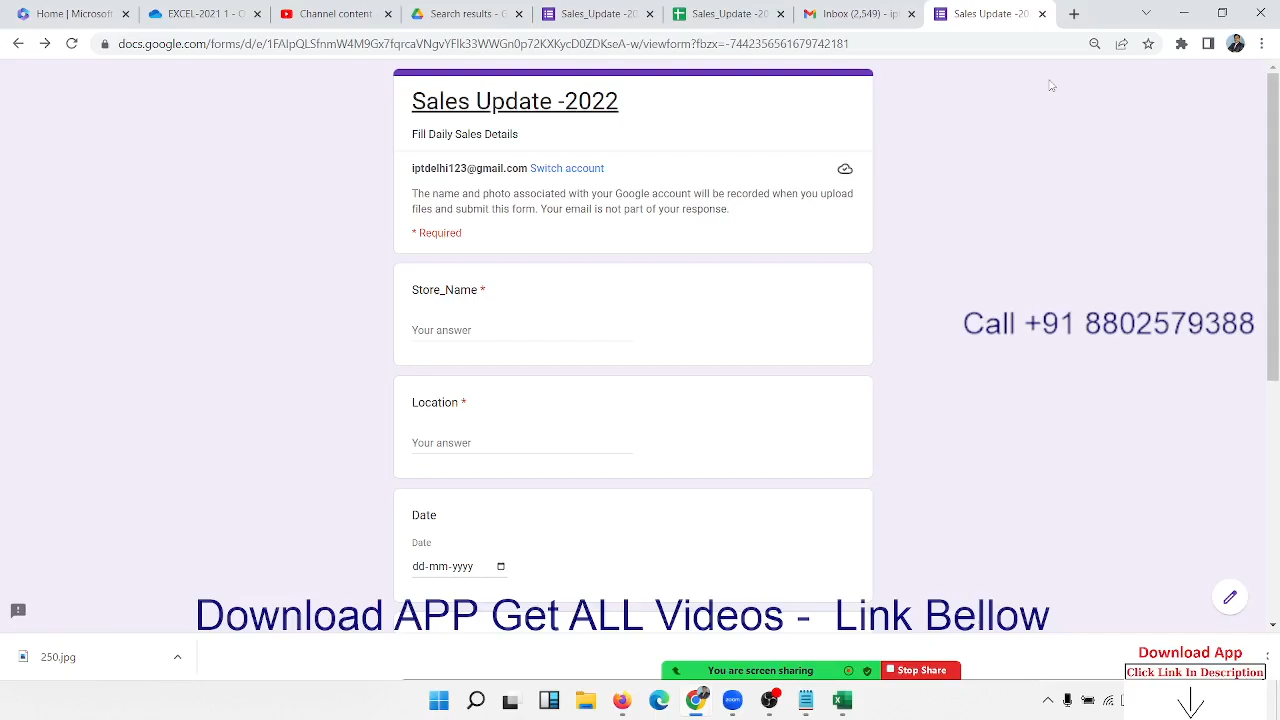 Home | Microsoft
EXCEL-2021 1 - G
Channel content
Search results - G
Sales_Update -20
Sales_Update -20
Inbox (2,549) - ipt
Sales Update -20
docs.google.com/forms/d/e/1FAIpQLSfnmW4M9Gx7fqrcaVNgvYFlk33WWGn0p72KXKycD0ZDKseA-w/viewform?fbzx=-7442356561679742181
Sales Update -2022
Fill Daily Sales Details
iptdelhi123@gmail.com Switch account
The name and photo associated with your Google account will be recorded when you upload
files and submit this form. Your email is not part of your response.
* Required
Store_Name *
Your answer
Call +91 8802579388
Location *
Your answer
Date
Date
dd-mm-yyyy
Download APP Get ALL Videos - Link Bellow
250.jpg
You are screen sharing
Stop Share
Download App
Click Link In Description
zoom